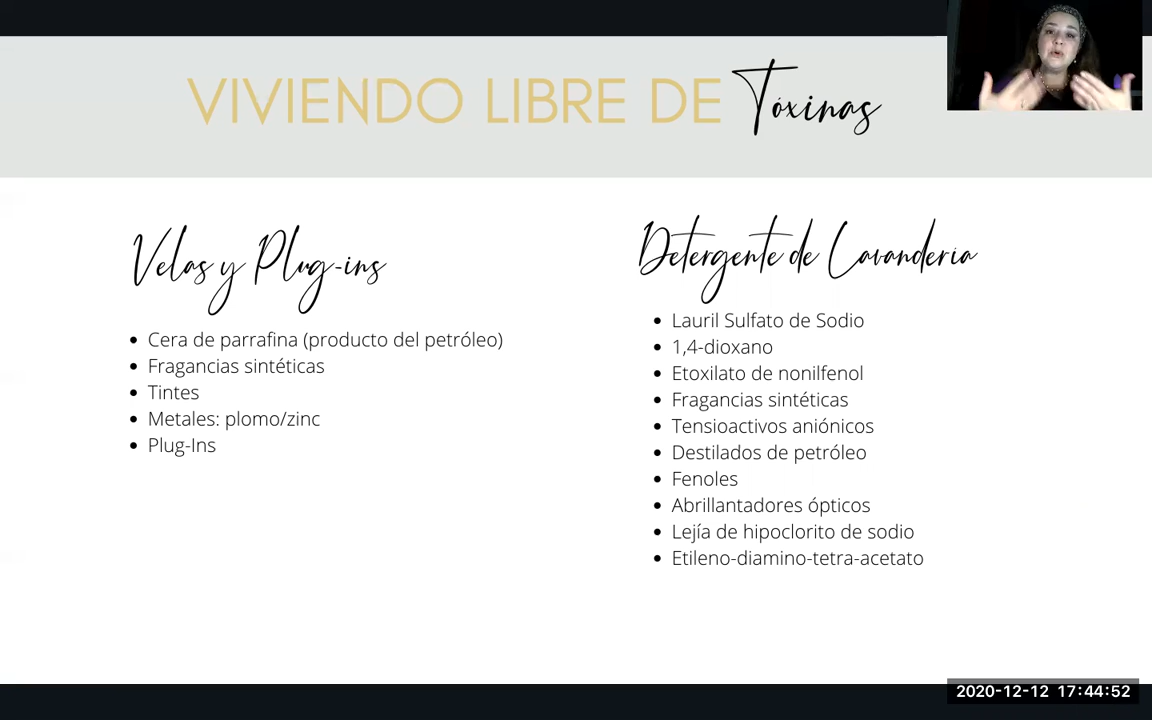 VIVIENDO LIBRE DE Tóxinas
Velas y Plug-ins
Cera de parrafina (producto del petróleo)
Fragancias sintéticas
Tintes
Metales: plomo/zinc
Plug-Ins
Detergente de Lavandería
Lauril Sulfato de Sodio
1,4-dioxano
Etoxilato de nonilfenol
Fragancias sintéticas
Tensioactivos aniónicos
Destilados de petróleo
Fenoles
Abrillantadores ópticos
Lejía de hipoclorito de sodio
Etileno-diamino-tetra-acetato
2020-12-12 17:44:52